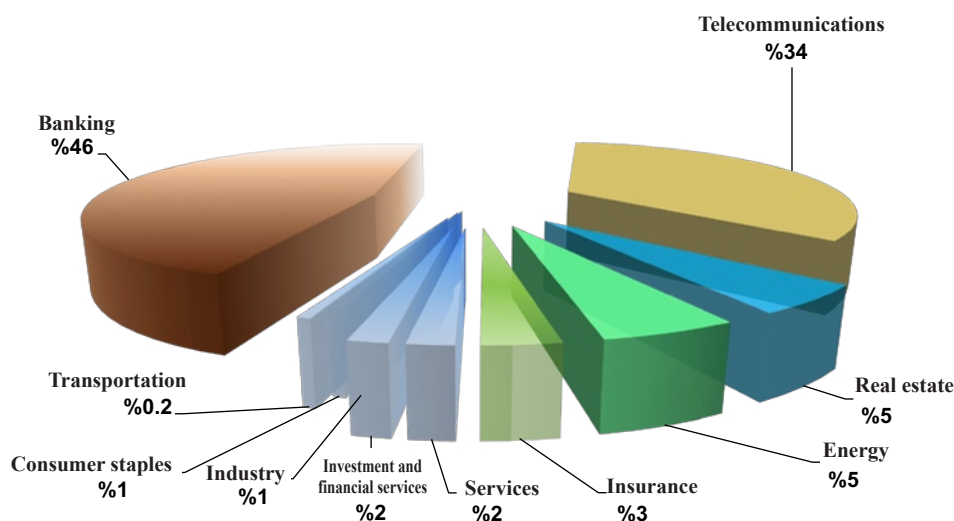 Telecommunications
%34
Banking
%46
Transportation
%0.2
Real estate
%5
Consumer staples
%1
Industry
%1
Investment and
financial services
%2
Services
%2
Insurance
%3
Energy
%5